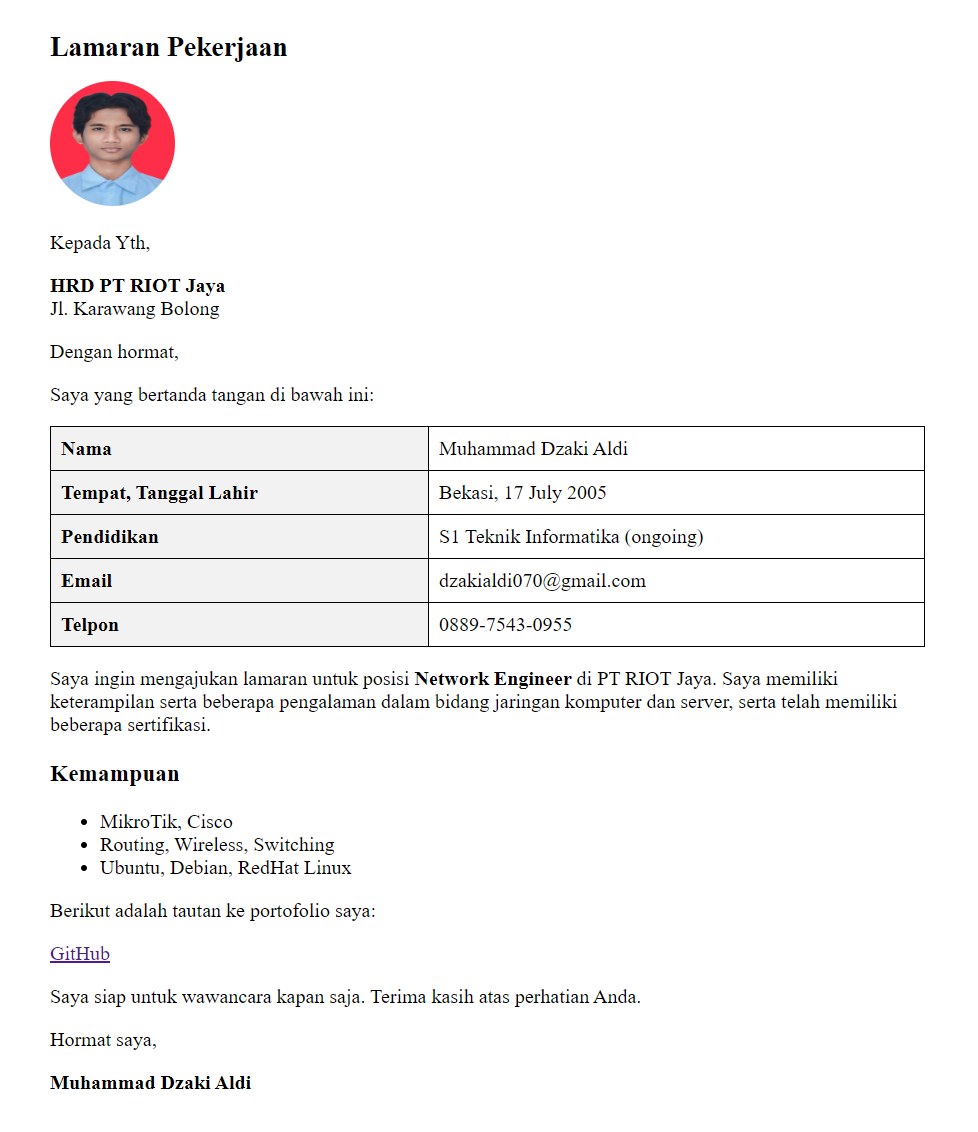 Lamaran Pekerjaan
Kepada Yth,
HRD PT RIOT Jaya
Jl. Karawang Bolong
Dengan hormat,
Saya yang bertanda tangan di bawah ini:
Nama Muhammad Dzaki Aldi
Tempat, Tanggal Lahir Bekasi, 17 July 2005
Pendidikan S1 Teknik Informatika (ongoing)
Email dzakialdi070@gmail.com
Telpon 0889-7543-0955
Saya ingin mengajukan lamaran untuk posisi Network Engineer di PT RIOT Jaya. Saya memiliki
keterampilan serta beberapa pengalaman dalam bidang jaringan komputer dan server, serta telah memiliki
beberapa sertifikasi.
Kemampuan
• MikroTik, Cisco
• Routing, Wireless, Switching
• Ubuntu, Debian, RedHat Linux
Berikut adalah tautan ke portofolio saya:
GitHub
Saya siap untuk wawancara kapan saja. Terima kasih atas perhatian Anda.
Hormat saya,
Muhammad Dzaki Aldi